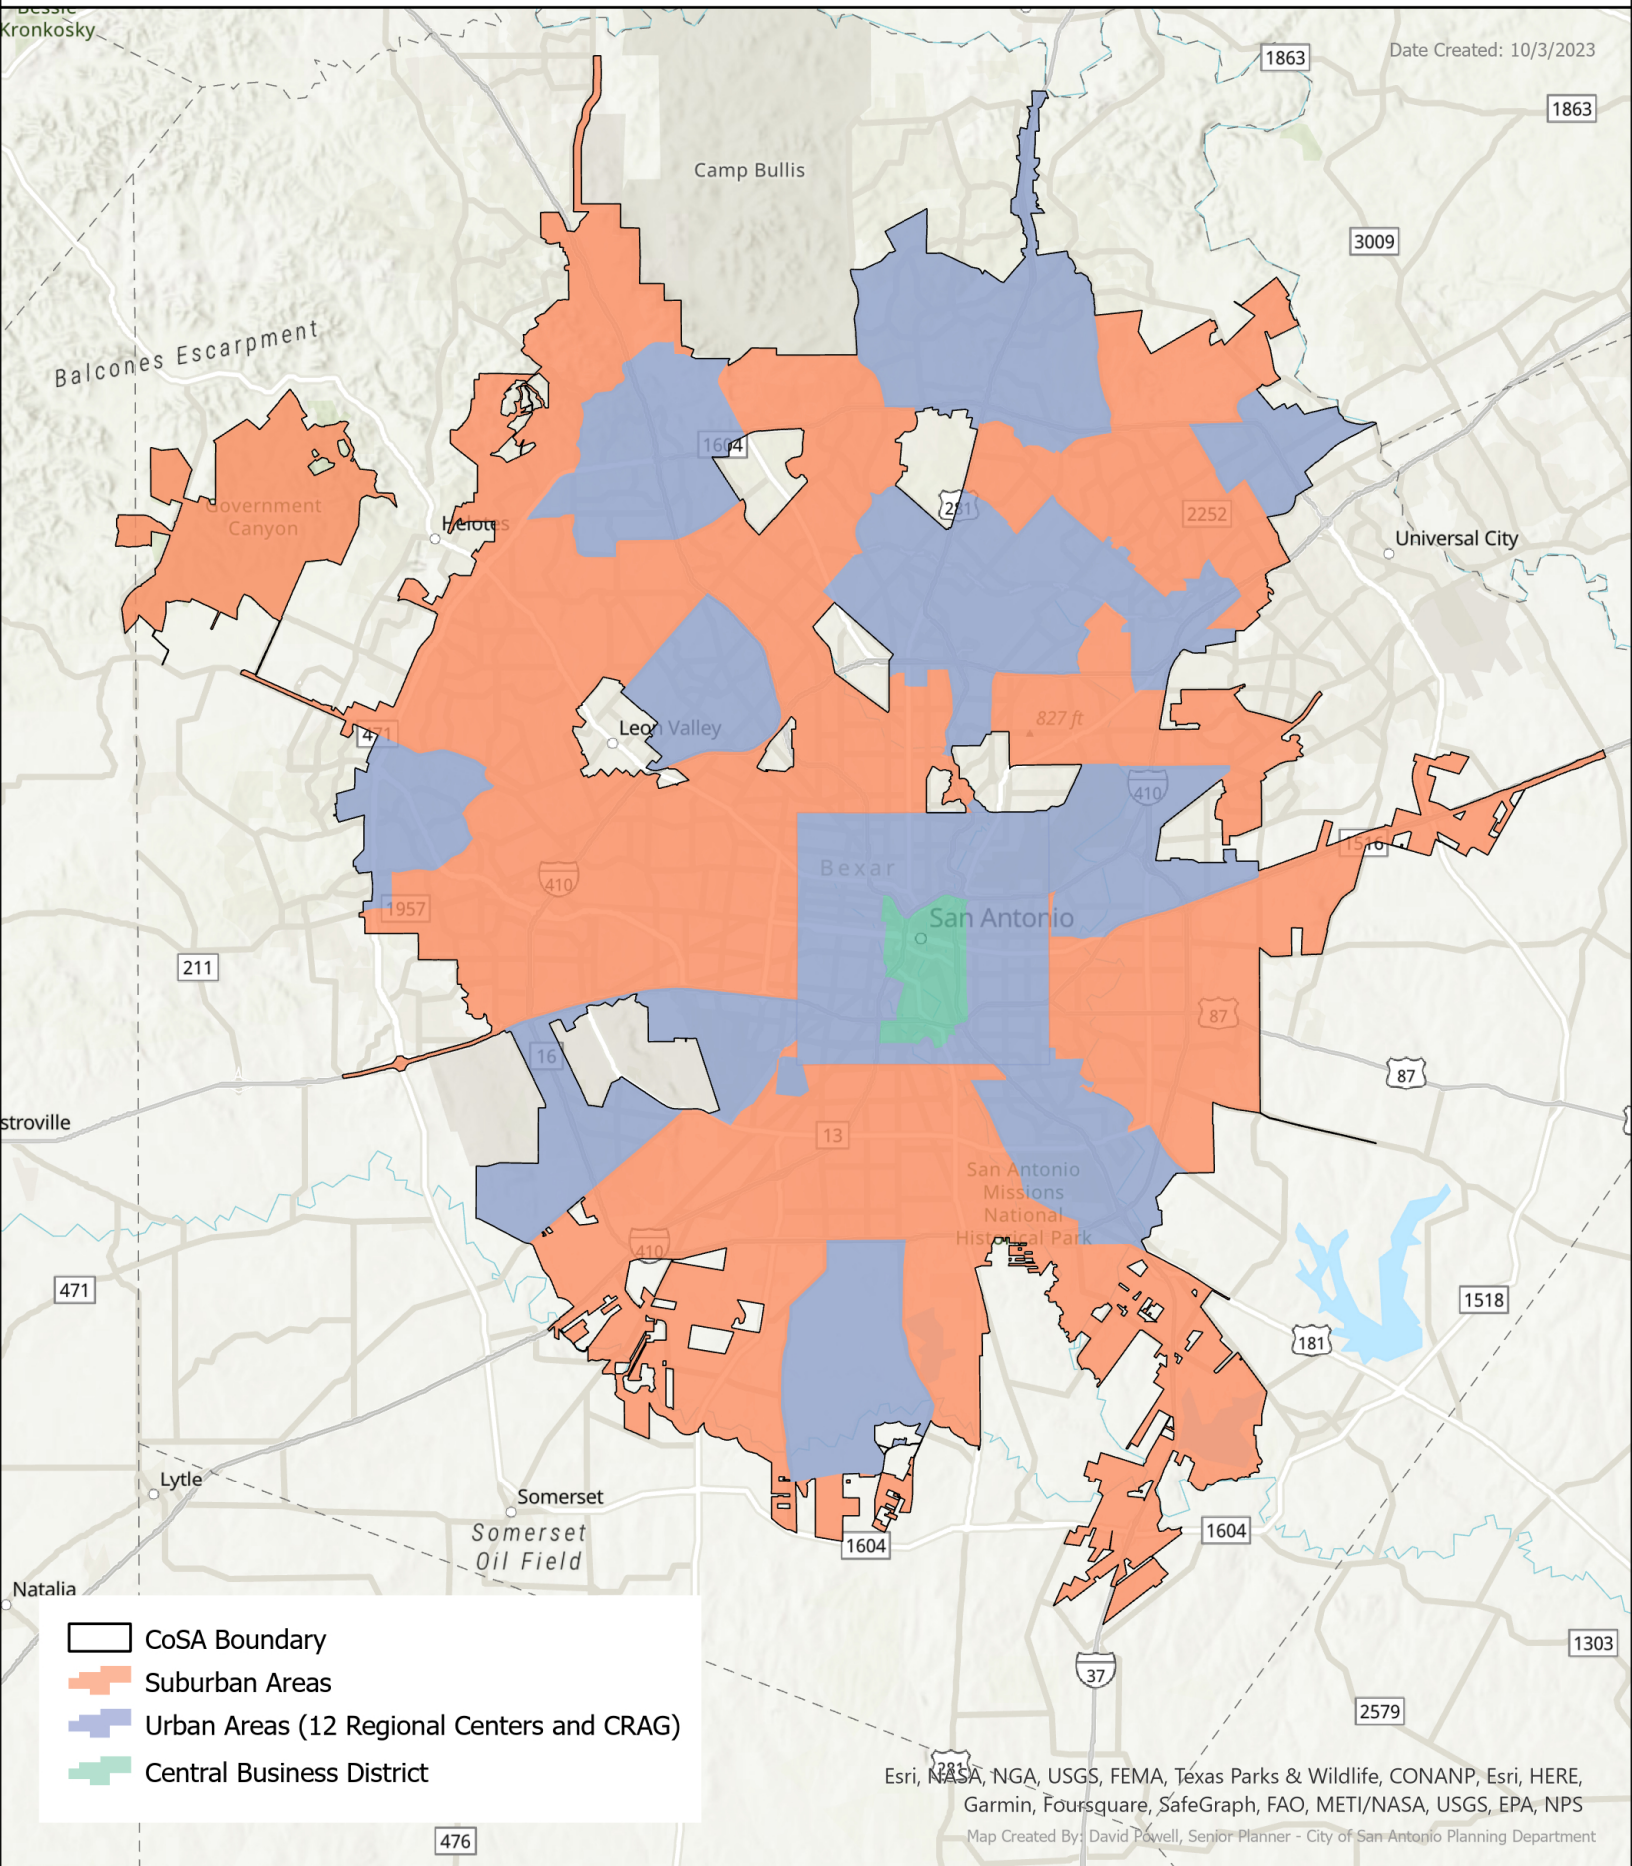 Bessie
Kronkosky
Date Created: 10/3/2023
1863
1863
Camp Bullis
3009
Balcones Escarpment
1604
Government
Canyon
Helotes
281
2252
Universal City
Leon Valley
827 ft
471
410
1516
Bexar
410
1957
San Antonio
211
87
16
87
stroville
13
San Antonio
Missions
National
Historical Park
410
471
1518
181
Lytle
Somerset
Somerset
Oil Field
1604
1604
Natalia
CoSA Boundary
Suburban Areas
Urban Areas (12 Regional Centers and CRAG)
Central Business District
1303
37
2579
281
Esri, NASA, NGA, USGS, FEMA, Texas Parks & Wildlife, CONANP, Esri, HERE,
Garmin, Foursquare, SafeGraph, FAO, METI/NASA, USGS, EPA, NPS
Map Created By: David Powell, Senior Planner - City of San Antonio Planning Department
476